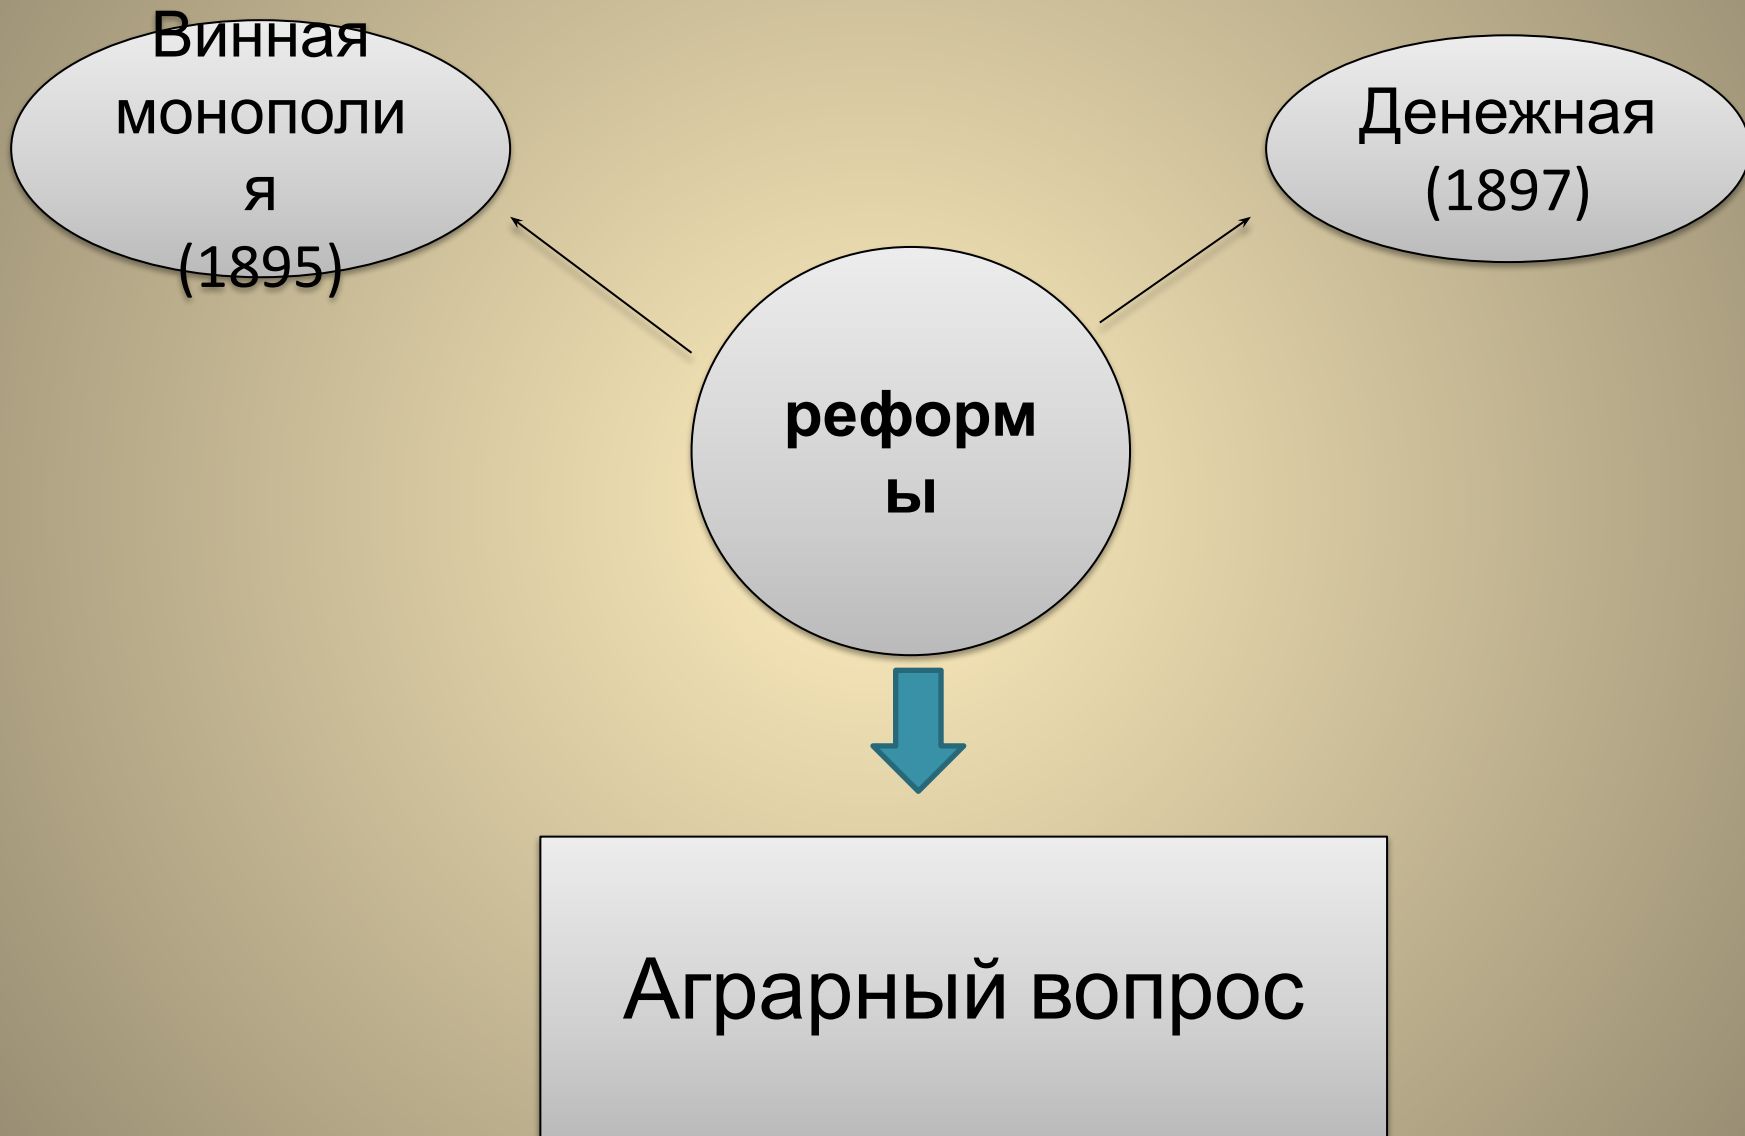 Винная
монополи
я
(1895)
Денежная
(1897)
реформ
ы
Аграрный вопрос